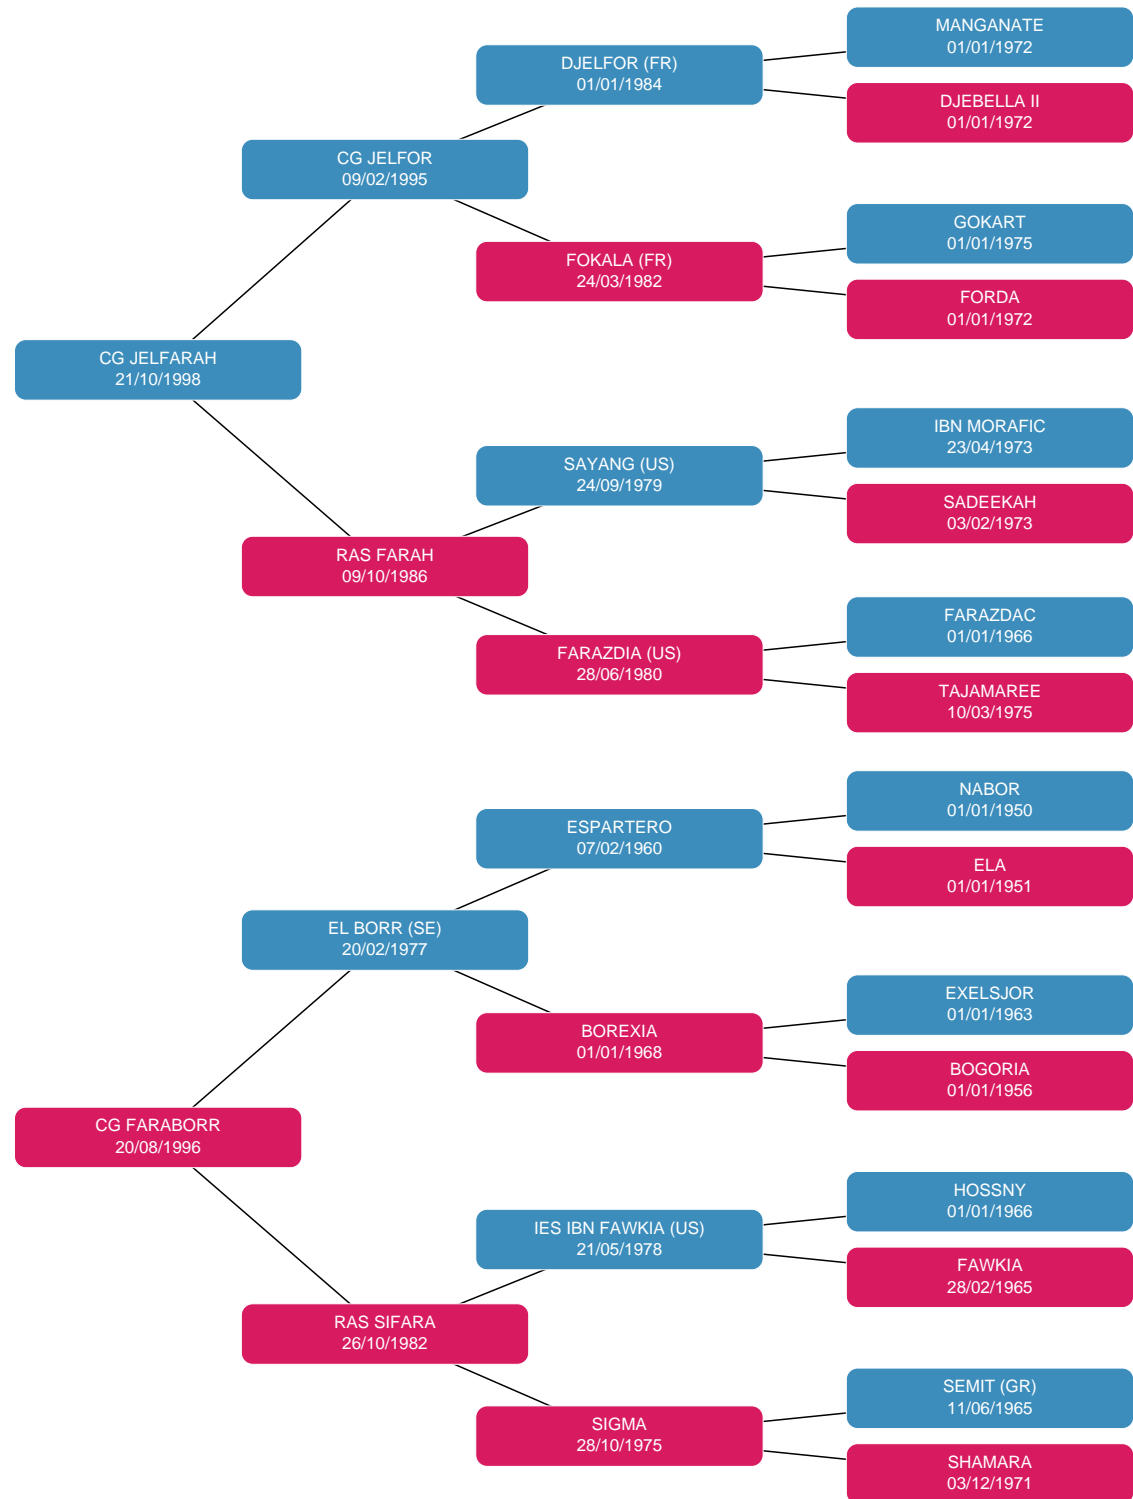 MANGANATE
01/01/1972
DJELFOR (FR)
01/01/1984
DJEBELLA II
01/01/1972
CG JELFOR
09/02/1995
GOKART
01/01/1975
FOKALA (FR)
24/03/1982
FORDA
01/01/1972
CG JELFARAH
21/10/1998
IBN MORAFIC
23/04/1973
SAYANG (US)
24/09/1979
SADEEKAH
03/02/1973
RAS FARAH
09/10/1986
FARAZDAC
01/01/1966
FARAZDIA (US)
28/06/1980
TAJAMAREE
10/03/1975
NABOR
01/01/1950
ESPARTERO
07/02/1960
ELA
01/01/1951
EL BORR (SE)
20/02/1977
EXELSJOR
01/01/1963
BOREXIA
01/01/1968
BOGORIA
01/01/1956
CG FARABORR
20/08/1996
HOSSNY
01/01/1966
IES IBN FAWKIA (US)
21/05/1978
FAWKIA
28/02/1965
RAS SIFARA
26/10/1982
SEMIT (GR)
11/06/1965
SIGMA
28/10/1975
SHAMARA
03/12/1971